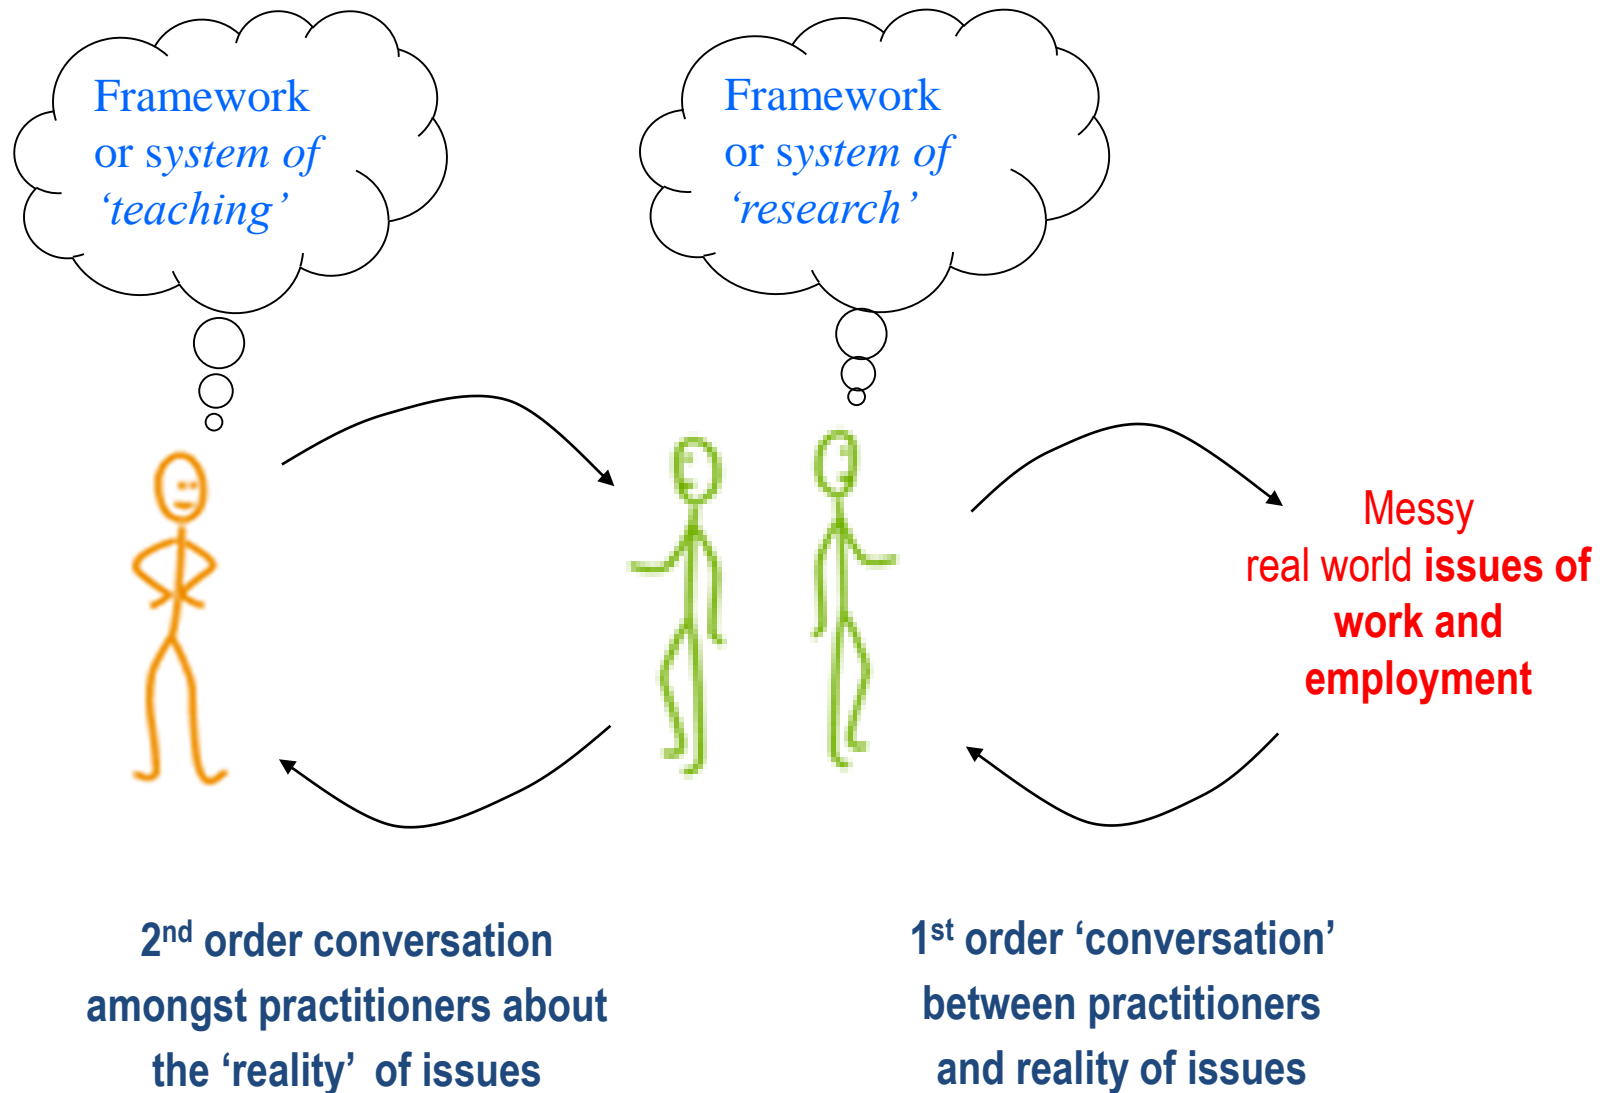 Framework
or system of
‘teaching’
Framework
or system of
‘research’
Messy
real world issues of
work and
employment
2nd order conversation
amongst practitioners about
the ‘reality’ of issues
1st order ‘conversation’
between practitioners
and reality of issues